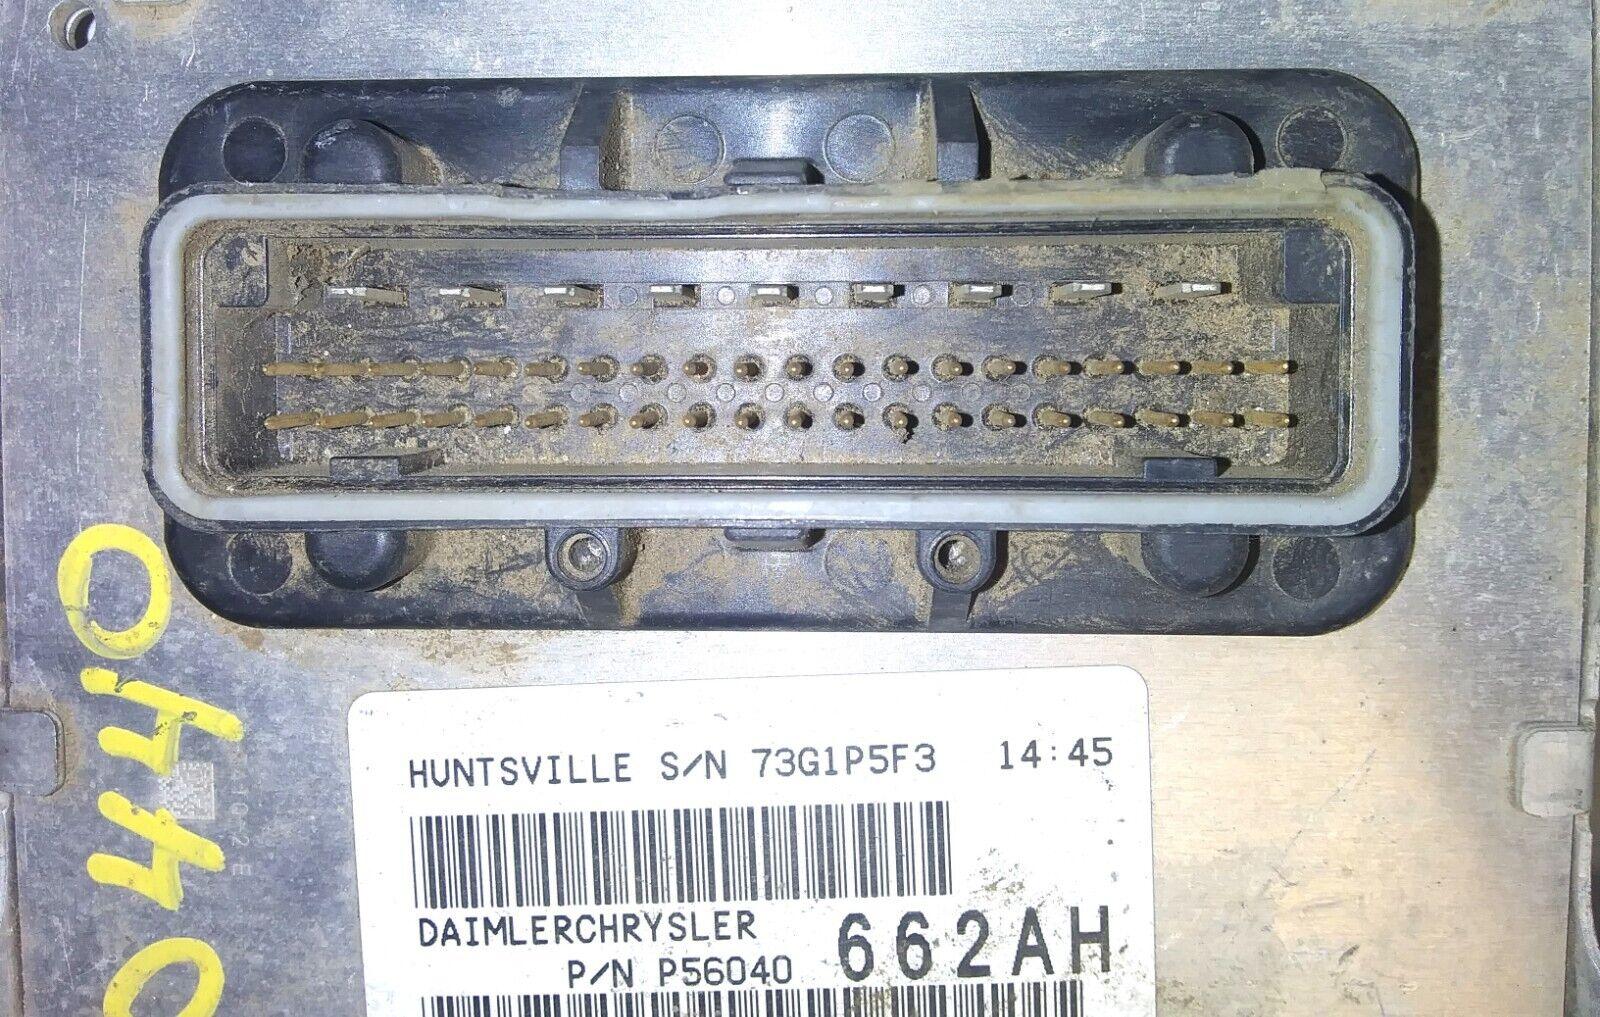 HUNTSVILLE S/N 73G1P5F3 14:45
DAIMLERCHRYSLER
P/N P56040 662AH
0440